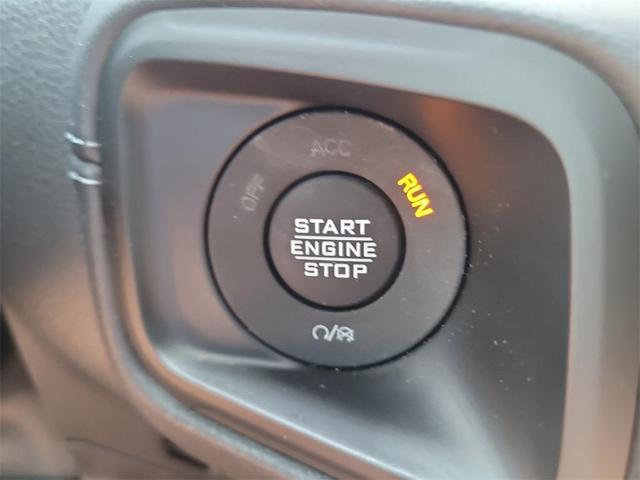 ACC
OFF
RUN
START
ENGINE
STOP